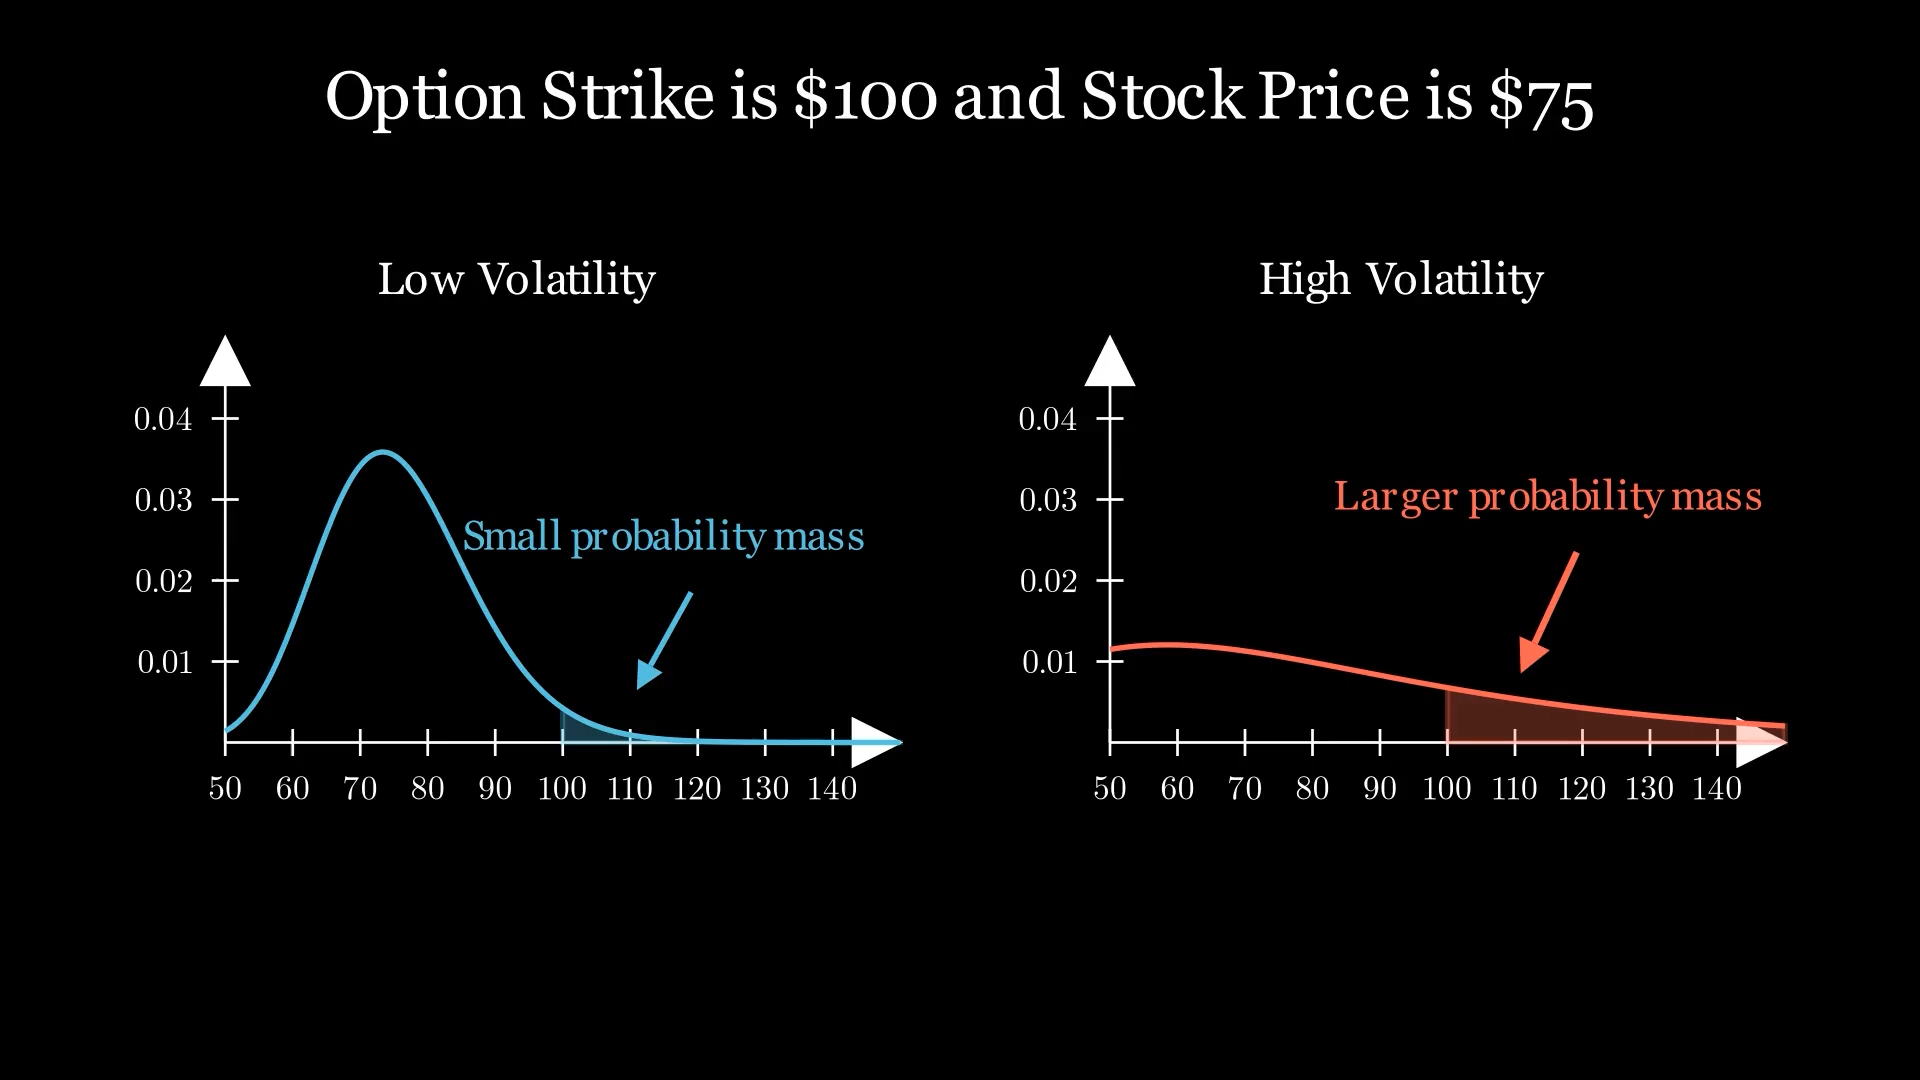 Option Strike is $100 and Stock Price is $75
Low Volatility
0.04
0.03
0.02
0.01
Small probability mass
50 60 70 80 90 100 110 120 130 140
High Volatility
0.04
0.03
0.02
0.01
Larger probability mass
50 60 70 80 90 100 110 120 130 140